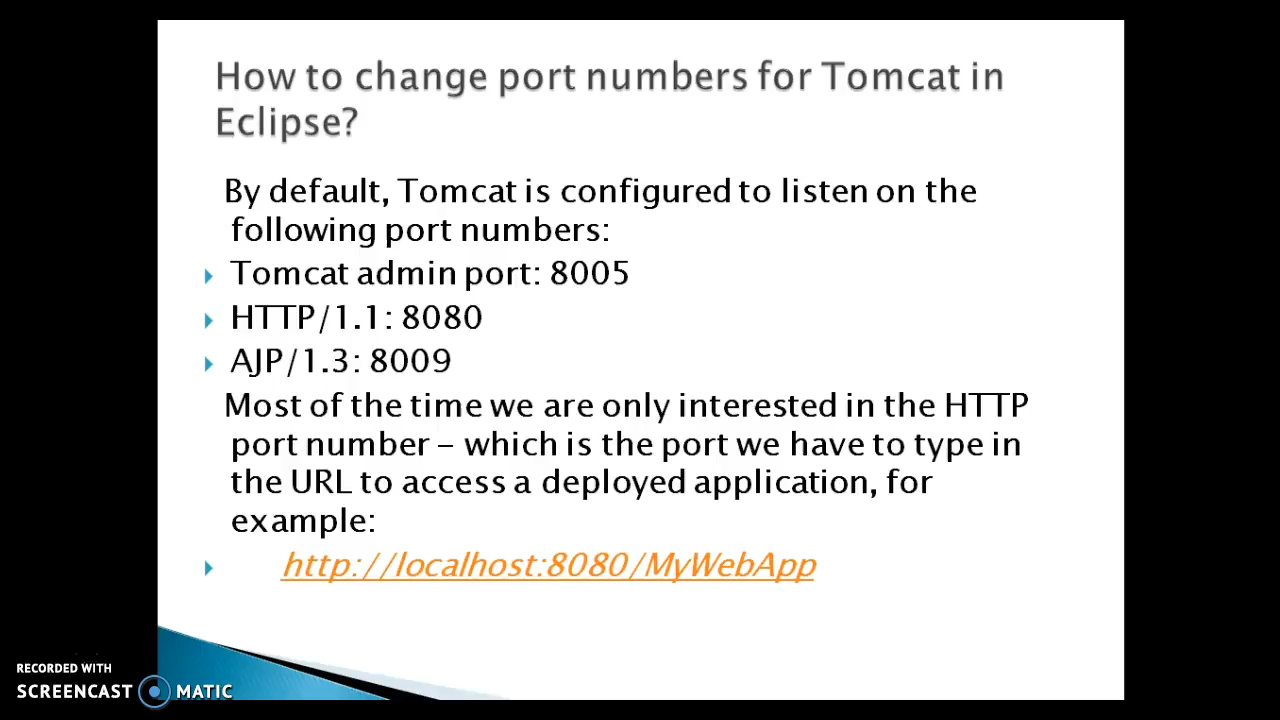 How to change port numbers for Tomcat in
Eclipse?
By default, Tomcat is configured to listen on the
following port numbers:
Tomcat admin port: 8005
HTTP/1.1: 8080
AJP/1.3: 8009
Most of the time we are only interested in the HTTP
port number – which is the port we have to type in
the URL to access a deployed application, for
example:
http://localhost:8080/MyWebApp
RECORDED WITH
SCREENCAST MATIC